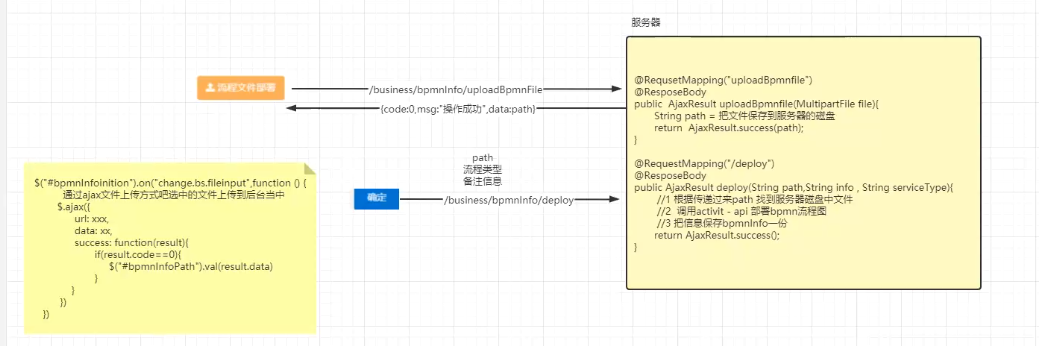 服务器
流程文件部署
/business/bpmnInfo/uploadBpmnFile
{code:0,msg:"操作成功",data:path}
@RequsetMapping("uploadBpmnfile")
@ResposeBody
public AjaxResult uploadBpmnfile(MultipartFile file){
String path = 把文件保存到服务器的磁盘
return AjaxResult.success(path);
}
@RequestMapping("/deploy")
@ResposeBody
public AjaxResult deploy(String path,String info , String serviceType){
//1 根据传递过来path 找到服务器磁盘中文件
//2 调用activit - api 部署bpmn流程图
//3 把信息保存bpmnInfo一份
return AjaxResult.success();
}
path
流程类型
备注信息
确定
/business/bpmnInfo/deploy
$("#bpmnInfoinition").on("change.bs.fileinput",function () {
通过ajax文件上传方式吧选中的文件上传到后台当中
$.ajax({
url: xxx,
data: xx,
success: function(result){
if(result.code==0){
$("#bpmnInfoPath").val(result.data)
}
}
})
})